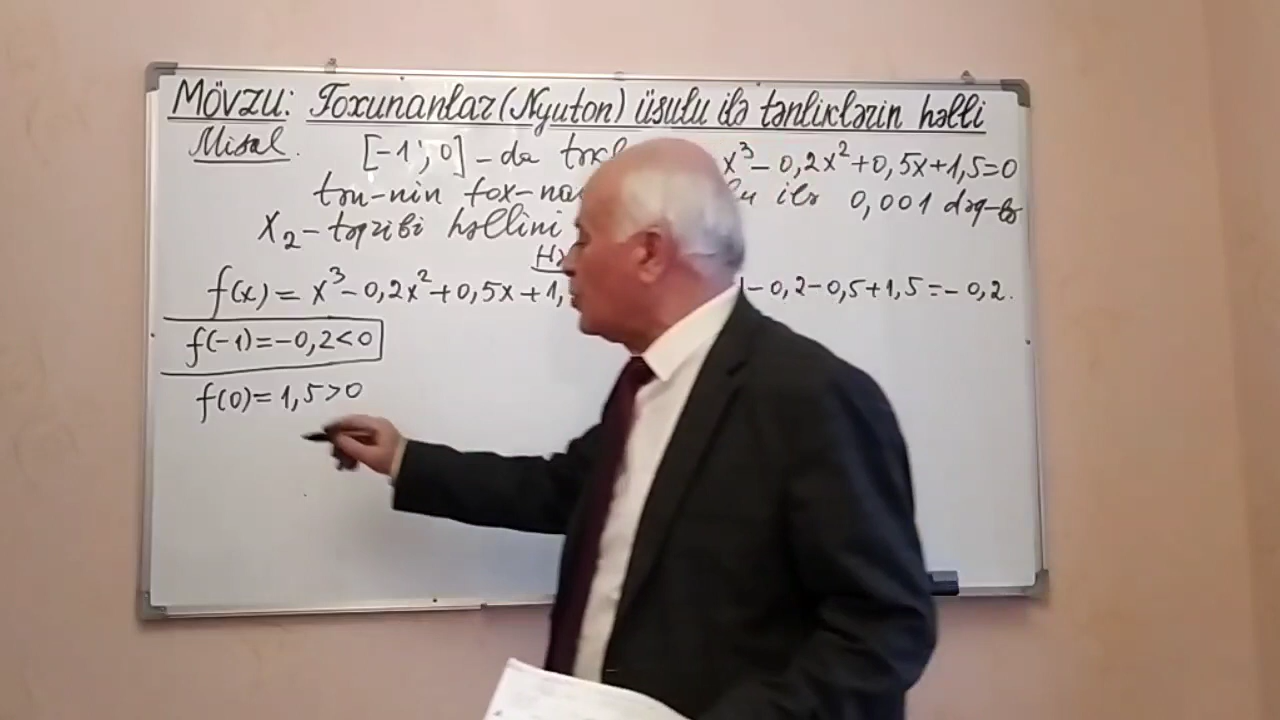 MÖVZU: Toxunanlar (Nyuton) üsulu ilə tənliklərin həlli
Misal. [-1; 0] - də x³ - 0,2x² + 0,5x + 1,5 = 0
tən-nin ilə 0,001 dəq-lə
x₂ - təqribi həllini
f(x) = x³ - 0,2x² + 0,5x + 1, - 0,2 - 0,5 + 1,5 = - 0,2.
f(-1) = -0,2 < 0
f(0) = 1,5 > 0